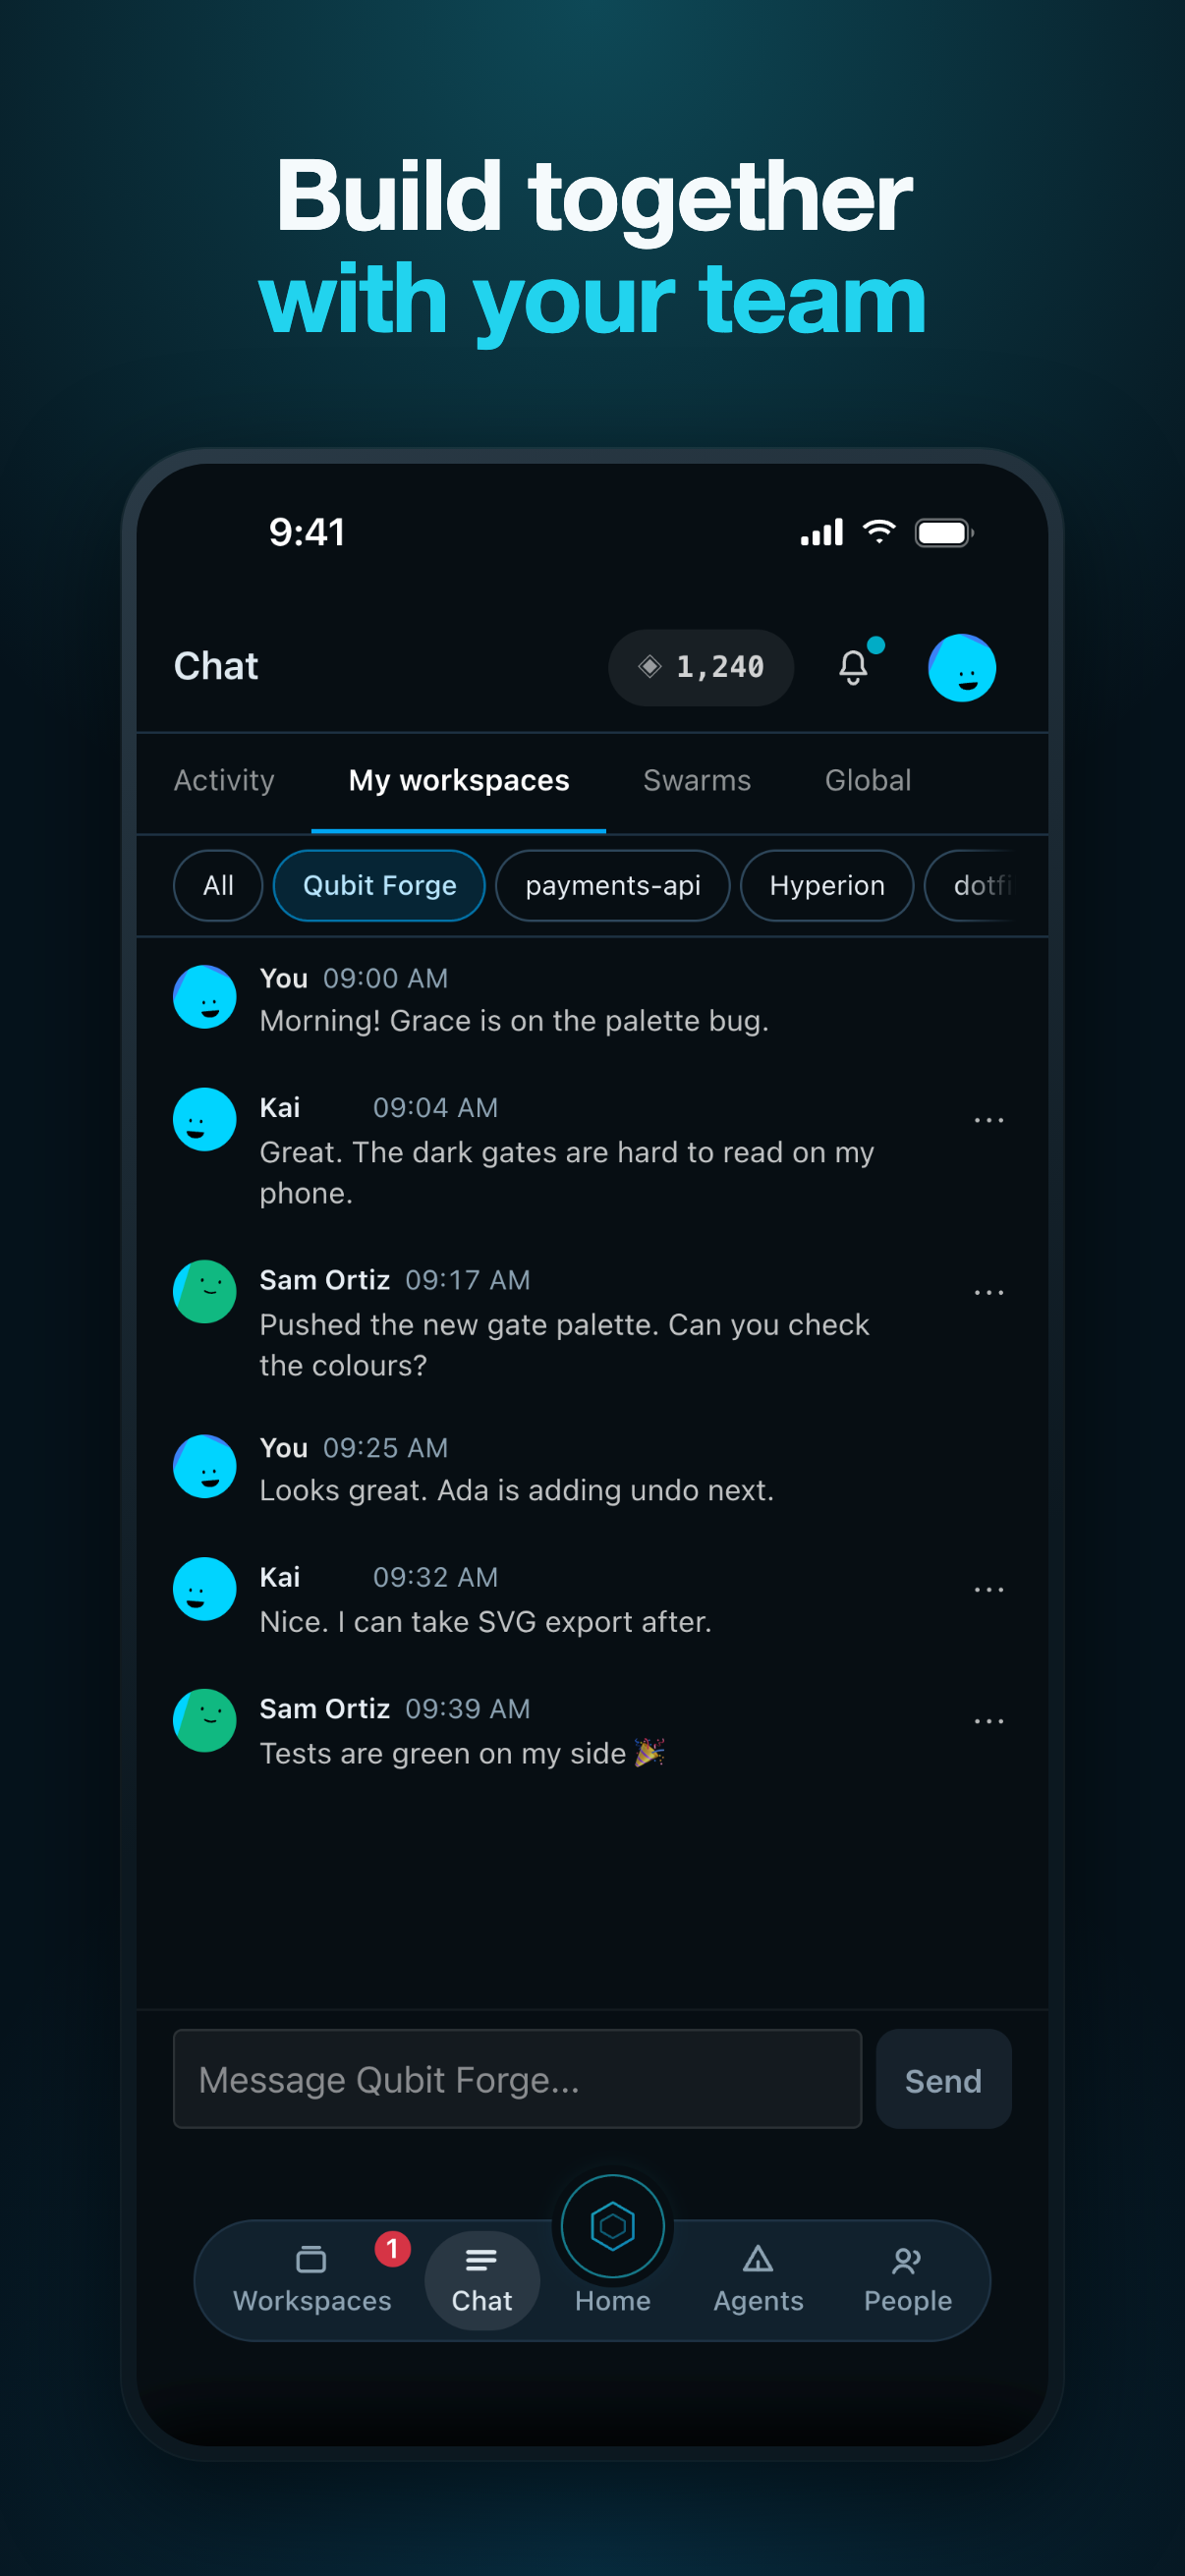 Build together
with your team
9:41
Chat
1,240
Activity
My workspaces
Swarms
Global
All
Qubit Forge
payments-api
Hyperion
dotfi
You 09:00 AM
Morning! Grace is on the palette bug.
Kai 09:04 AM
Great. The dark gates are hard to read on my
phone.
Sam Ortiz 09:17 AM
Pushed the new gate palette. Can you check
the colours?
You 09:25 AM
Looks great. Ada is adding undo next.
Kai 09:32 AM
Nice. I can take SVG export after.
Sam Ortiz 09:39 AM
Tests are green on my side 🎉
Message Qubit Forge...
Send
1
Workspaces
Chat
Home
Agents
People